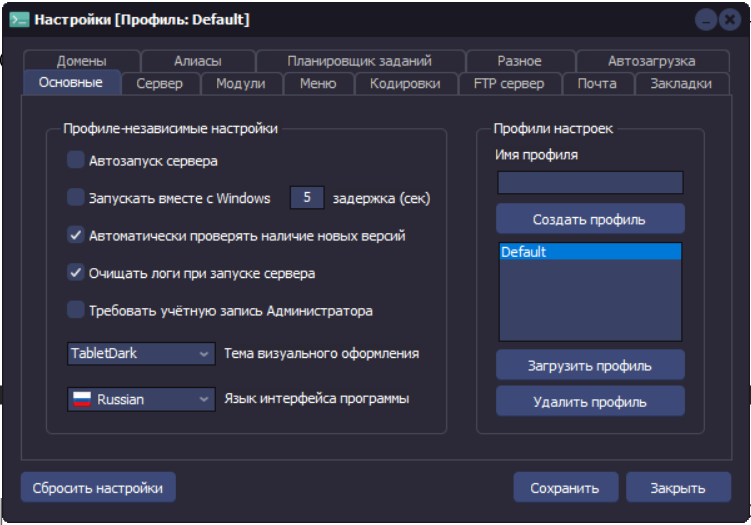 Настройки [Профиль: Default]
Домены Алиасы Планировщик заданий Разное Автозагрузка
Основные Сервер Модули Меню Кодировки FTP сервер Почта Закладки
Профиле-независимые настройки
Автозапуск сервера
Запускать вместе с Windows 5 задержка (сек)
Автоматически проверять наличие новых версий
Очищать логи при запуске сервера
Требовать учётную запись Администратора
TabletDark Тема визуального оформления
Russian Язык интерфейса программы
Профили настроек
Имя профиля
Создать профиль
Default
Загрузить профиль
Удалить профиль
Сбросить настройки Сохранить Закрыть